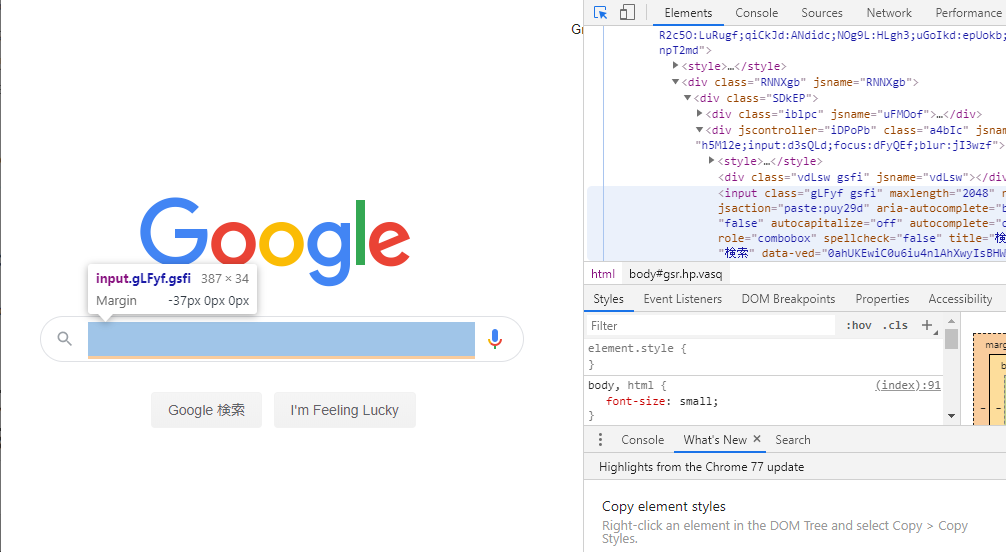 Gr
Google
input.gLFyf.gsfi 387 × 34
Margin -37px 0px 0px
Google 検索
I'm Feeling Lucky
Elements Console Sources Network Performance
R2c5O:LuRugf;qiCkJd:ANdidc;NOg9L:HLgh3;uGoIkd:epUokb;
npT2md">
<style>…</style>
<div class="RNNXgb" jsname="RNNXgb">
<div class="SDkEP">
<div class="iblpc" jsname="uFMOof">…</div>
<div jscontroller="iDPoPb" class="a4bIc" jsnam
"h5M12e;input:d3sQLd;focus:dFyQEf;blur:jI3wzf">
<style>…</style>
<div class="vdLsw gsfi" jsname="vdLsw"></div
<input class="gLFyf gsfi" maxlength="2048" n
jsaction="paste:puy29d" aria-autocomplete="b
"false" autocapitalize="off" autocomplete="o
role="combobox" spellcheck="false" title="検
"検索" data-ved="0ahUKEwiC0u6iu4nlAhXwyIsBHW
html body#gsr.hp.vasq
Styles Event Listeners DOM Breakpoints Properties Accessibility
Filter :hov .cls +
element.style {
}
body, html { (index):91
font-size: small;
}
marg
b
Console What's New × Search
Highlights from the Chrome 77 update
Copy element styles
Right-click an element in the DOM Tree and select Copy > Copy
Styles.